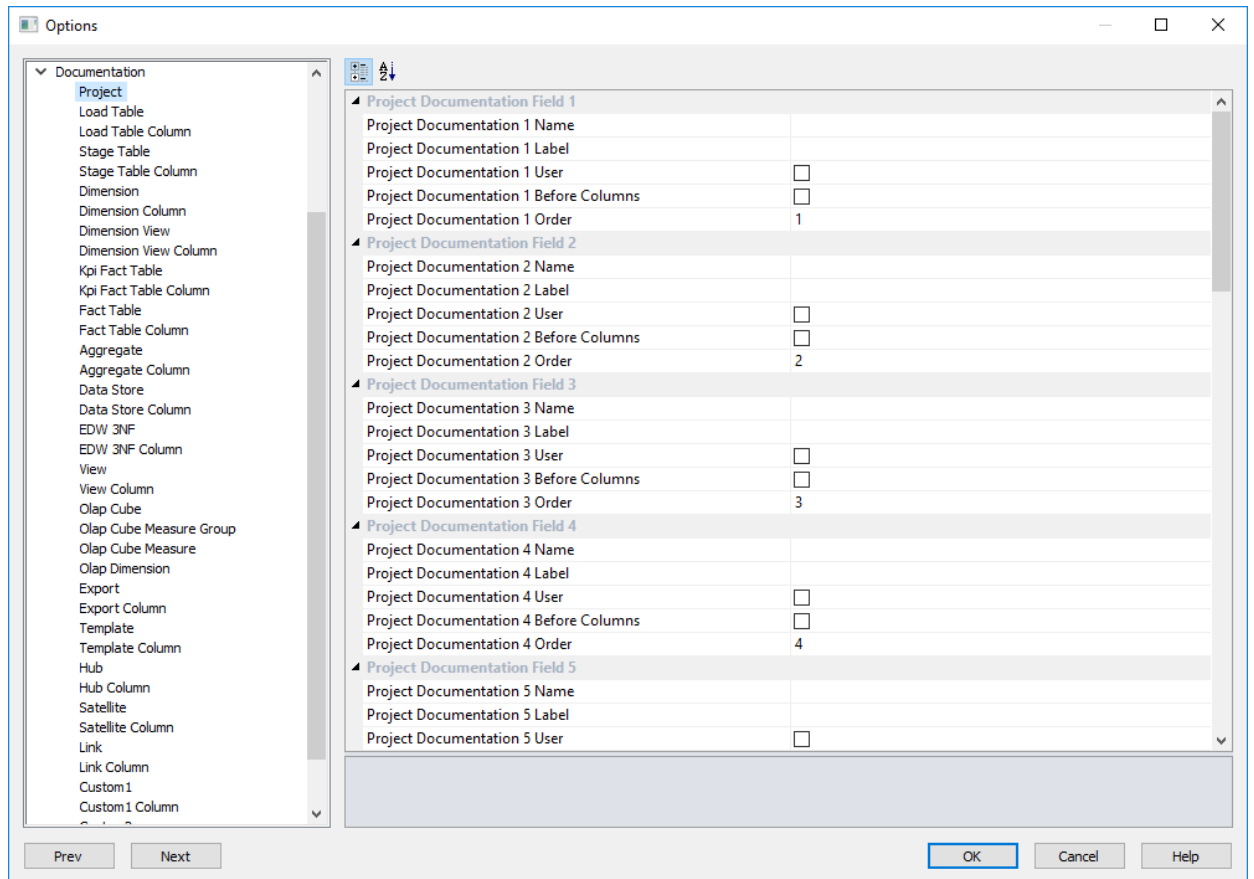 Options
Documentation
Project
Load Table
Load Table Column
Stage Table
Stage Table Column
Dimension
Dimension Column
Dimension View
Dimension View Column
Kpi Fact Table
Kpi Fact Table Column
Fact Table
Fact Table Column
Aggregate
Aggregate Column
Data Store
Data Store Column
EDW 3NF
EDW 3NF Column
View
View Column
Olap Cube
Olap Cube Measure Group
Olap Cube Measure
Olap Dimension
Export
Export Column
Template
Template Column
Hub
Hub Column
Satellite
Satellite Column
Link
Link Column
Custom1
Custom1 Column
Project Documentation Field 1
Project Documentation 1 Name
Project Documentation 1 Label
Project Documentation 1 User
Project Documentation 1 Before Columns
Project Documentation 1 Order 1
Project Documentation Field 2
Project Documentation 2 Name
Project Documentation 2 Label
Project Documentation 2 User
Project Documentation 2 Before Columns
Project Documentation 2 Order 2
Project Documentation Field 3
Project Documentation 3 Name
Project Documentation 3 Label
Project Documentation 3 User
Project Documentation 3 Before Columns
Project Documentation 3 Order 3
Project Documentation Field 4
Project Documentation 4 Name
Project Documentation 4 Label
Project Documentation 4 User
Project Documentation 4 Before Columns
Project Documentation 4 Order 4
Project Documentation Field 5
Project Documentation 5 Name
Project Documentation 5 Label
Project Documentation 5 User
Prev Next OK Cancel Help